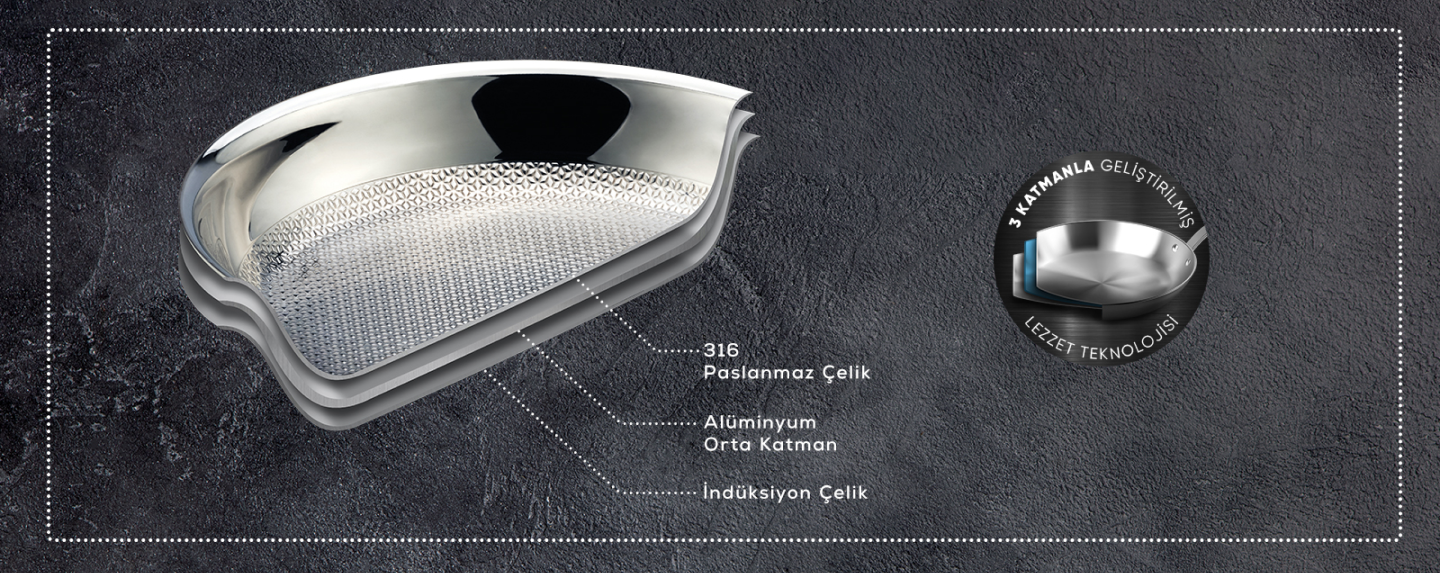 316
Paslanmaz Çelik
Alüminyum
Orta Katman
İndüksiyon Çelik
3 KATMANLA GELİŞTİRİLMİŞ
LEZZET TEKNOLOJİSİ